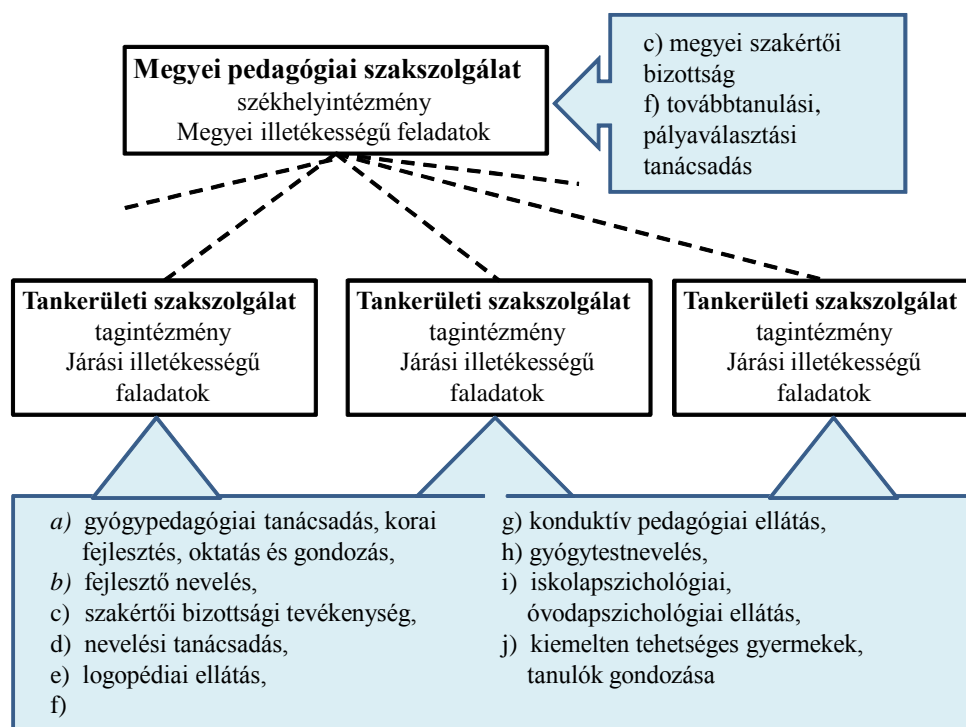 Megyei pedagógiai szakszolgálat
székhelyintézmény
Megyei illetékességű feladatok
c) megyei szakértői
bizottság
f) továbbtanulási,
pályaválasztási
tanácsadás
Tankerületi szakszolgálat
tagintézmény
Járási illetékességű
faladatok
Tankerületi szakszolgálat
tagintézmény
Járási illetékességű
faladatok
Tankerületi szakszolgálat
tagintézmény
Járási illetékességű
faladatok
a) gyógypedagógiai tanácsadás, korai
fejlesztés, oktatás és gondozás,
b) fejlesztő nevelés,
c) szakértői bizottsági tevékenység,
d) nevelési tanácsadás,
e) logopédiai ellátás,
f)
g) konduktív pedagógiai ellátás,
h) gyógytestnevelés,
i) iskolapszichológiai,
óvodapszichológiai ellátás,
j) kiemelten tehetséges gyermekek,
tanulók gondozása